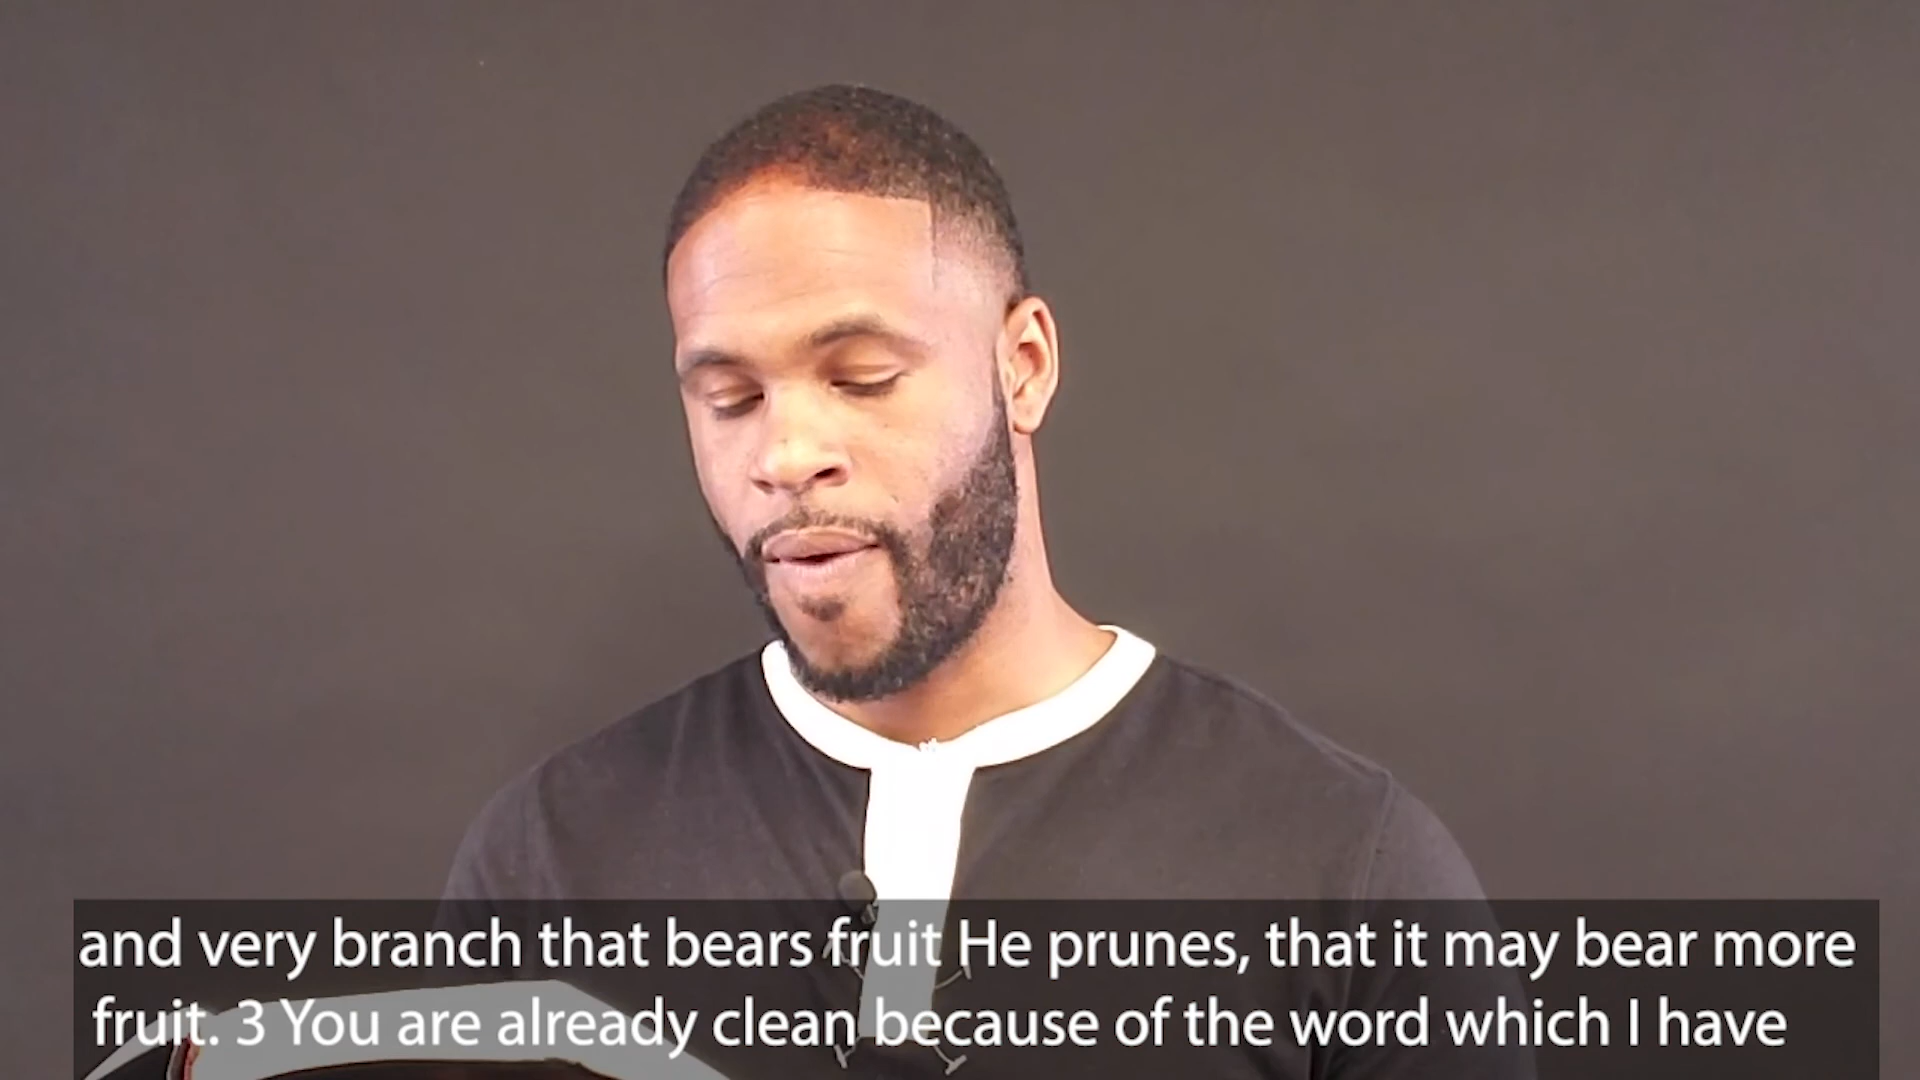 and very branch that bears fruit He prunes, that it may bear more
fruit. 3 You are already clean because of the word which I have